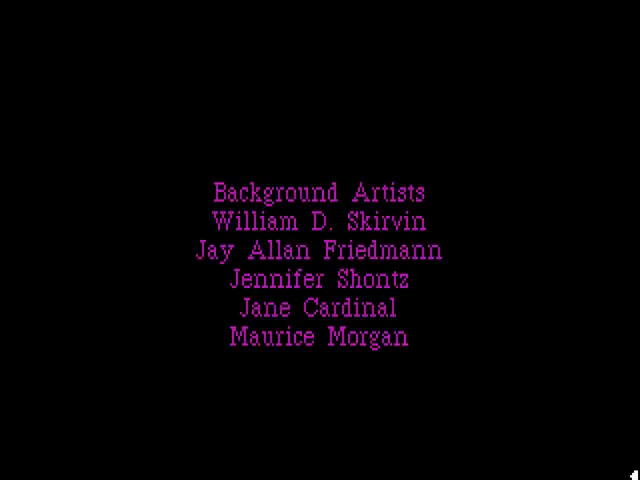 Background Artists
William D. Skirvin
Jay Allan Friedmann
Jennifer Shontz
Jane Cardinal
Maurice Morgan